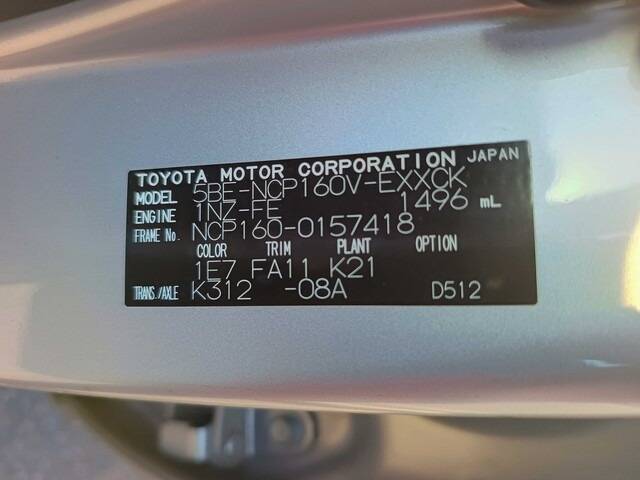 TOYOTA MOTOR CORPORATION JAPAN
MODEL 5BE-NCP160V-EXXCK
ENGINE 1NZ-FE 1496 mL
FRAME No. NCP160-0157418
COLOR TRIM PLANT OPTION
1E7 FA11 K21
TRANS./AXLE K312 -08A D512